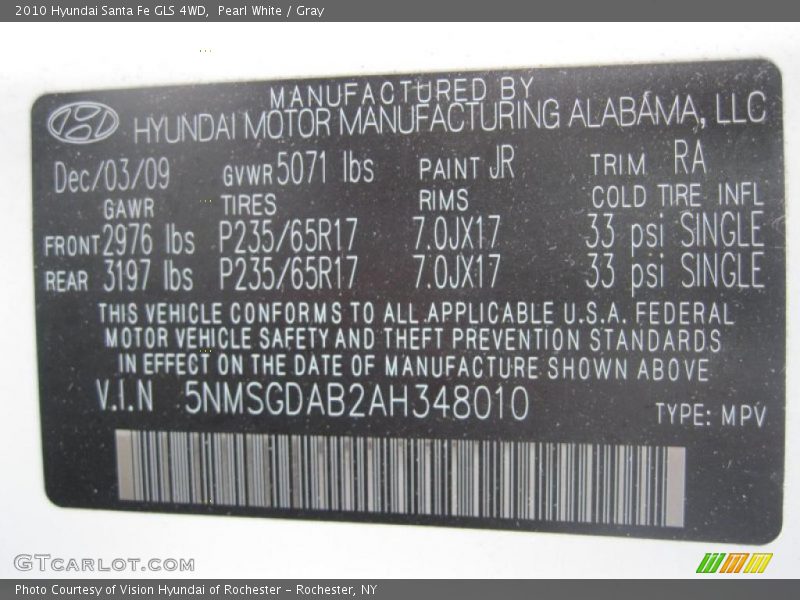 2010 Hyundai Santa Fe GLS 4WD,  Pearl White / Gray
MANUFACTURED BY
HYUNDAI MOTOR MANUFACTURING ALABAMA, LLC
Dec/03/09 GVWR 5071 lbs PAINT JR TRIM RA
GAWR TIRES RIMS COLD TIRE INFL
FRONT 2976 lbs P235/65R17 7.0JX17 33 psi SINGLE
REAR 3197 lbs P235/65R17 7.0JX17 33 psi SINGLE
THIS VEHICLE CONFORMS TO ALL APPLICABLE U.S.A. FEDERAL
MOTOR VEHICLE SAFETY AND THEFT PREVENTION STANDARDS
IN EFFECT ON THE DATE OF MANUFACTURE SHOWN ABOVE
V.I.N 5NMSGDAB2AH348010 TYPE: MPV
GTCARLOT.COM
Photo Courtesy of Vision Hyundai of Rochester - Rochester, NY